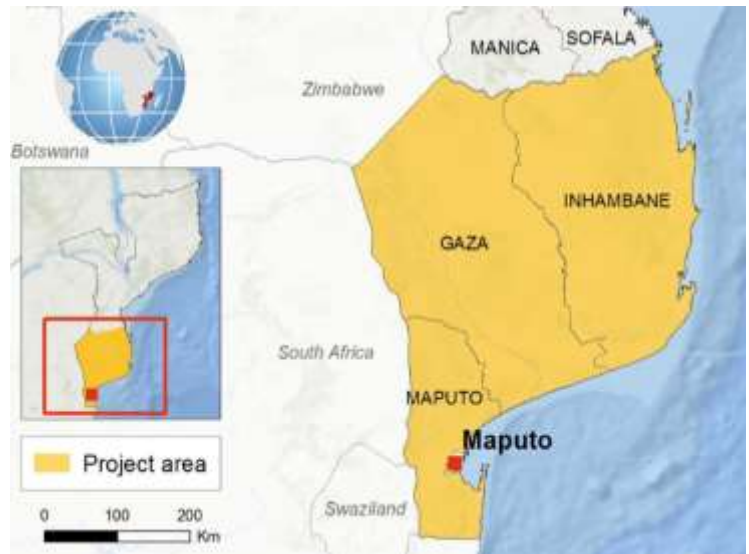 MANICA
SOFALA
Zimbabwe
Botswana
INHAMBANE
GAZA
South Africa
MAPUTO
Maputo
Project area
Swaziland
0 100 200
Km